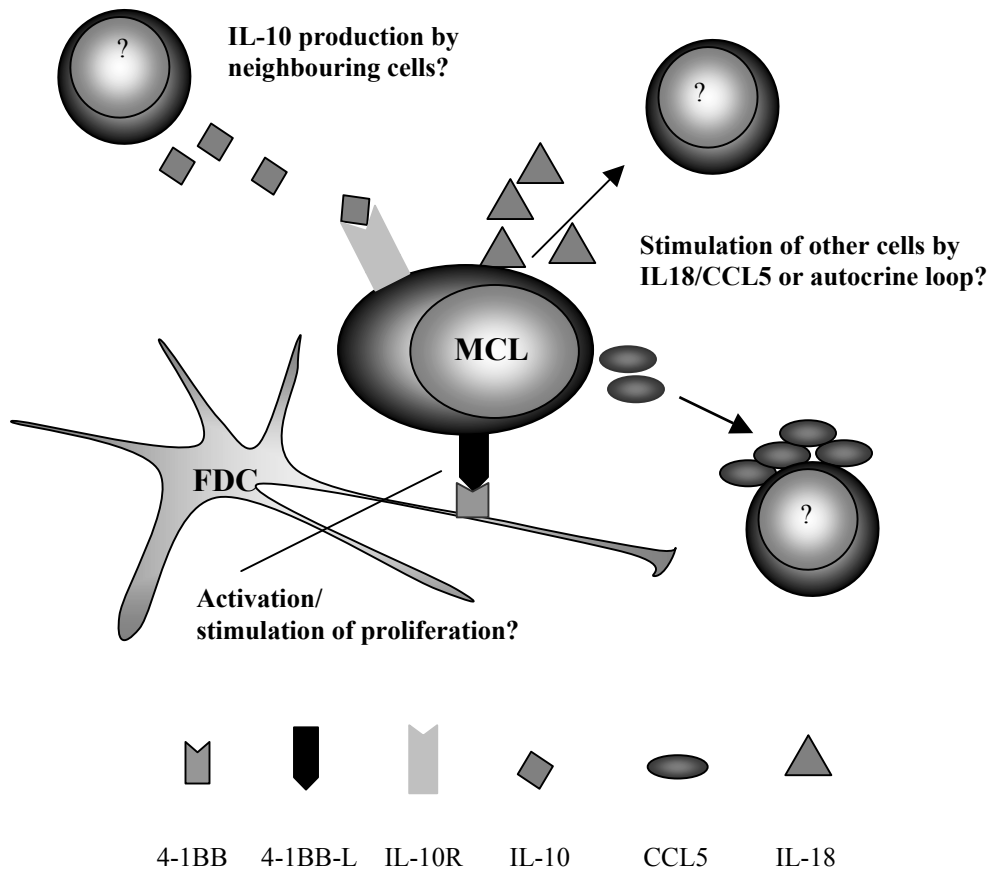 ?
IL-10 production by
neighbouring cells?
?
Stimulation of other cells by
IL18/CCL5 or autocrine loop?
MCL
FDC
?
Activation/
stimulation of proliferation?
4-1BB 4-1BB-L IL-10R IL-10 CCL5 IL-18